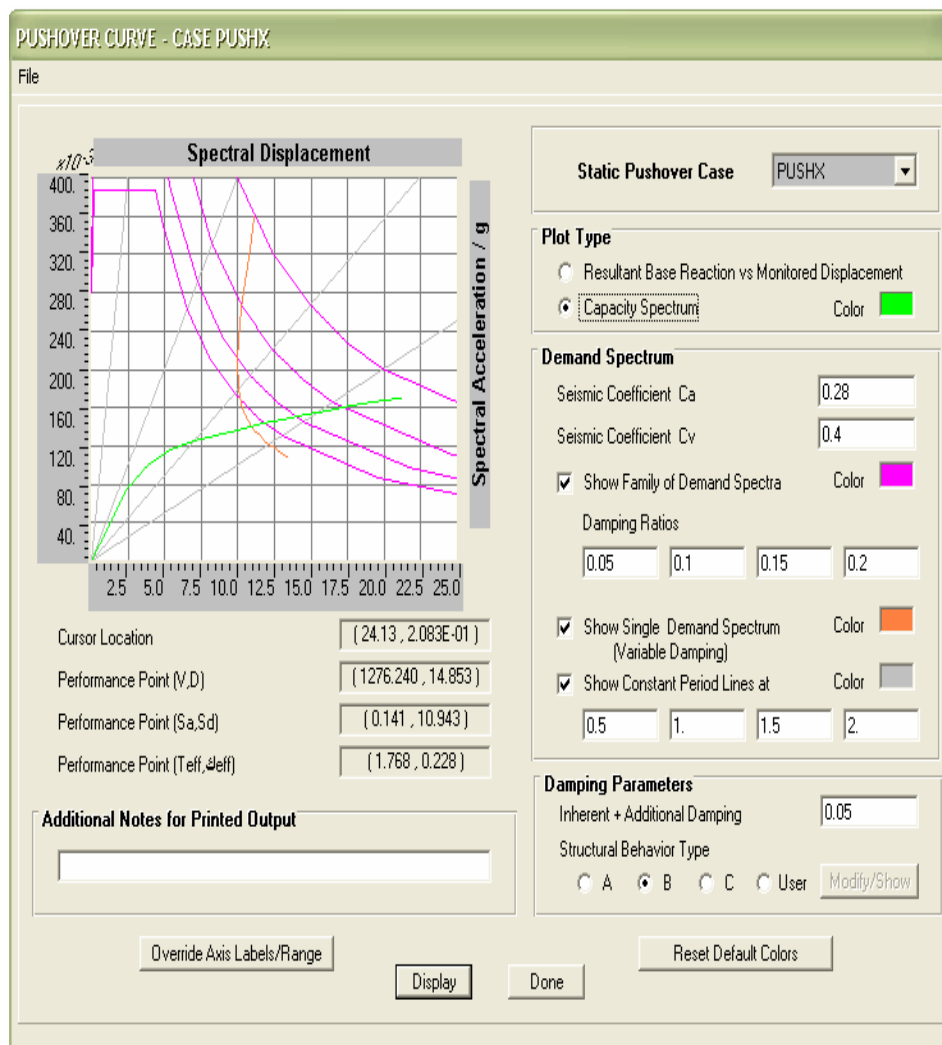 PUSHOVER CURVE - CASE PUSHX
File
Spectral Displacement
x10-3
400.
360.
320.
280.
240.
200.
160.
120.
80.
40.
2.5 5.0 7.5 10.0 12.5 15.0 17.5 20.0 22.5 25.0
Spectral Acceleration / g
Cursor Location ( 24.13 , 2.083E-01 )
Performance Point (V,D) ( 1276.240 , 14.853 )
Performance Point (Sa,Sd) ( 0.141 , 10.943 )
Performance Point (Teff,ك‎eff) ( 1.768 , 0.228 )
Additional Notes for Printed Output
Static Pushover Case PUSHX
Plot Type
Resultant Base Reaction vs Monitored Displacement
Capacity Spectrum Color
Demand Spectrum
Seismic Coefficient Ca 0.28
Seismic Coefficient Cv 0.4
Show Family of Demand Spectra Color
Damping Ratios
0.05 0.1 0.15 0.2
Show Single Demand Spectrum Color
(Variable Damping)
Show Constant Period Lines at Color
0.5 1. 1.5 2.
Damping Parameters
Inherent + Additional Damping 0.05
Structural Behavior Type
A B C User Modify/Show
Override Axis Labels/Range
Reset Default Colors
Display Done